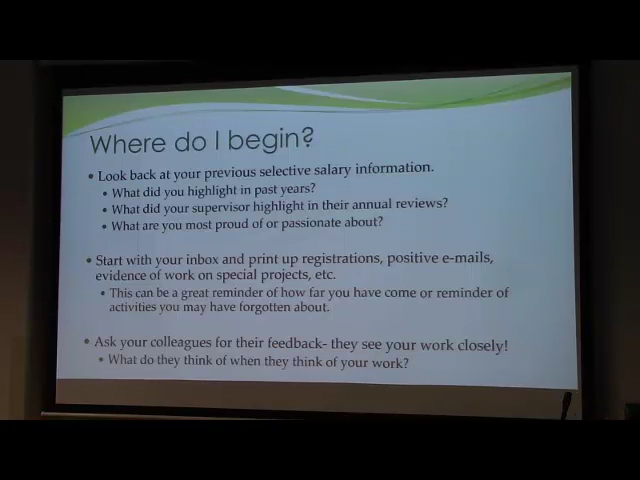 Where do I begin?
• Look back at your previous selective salary information.
• What did you highlight in past years?
• What did your supervisor highlight in their annual reviews?
• What are you most proud of or passionate about?
• Start with your inbox and print up registrations, positive e-mails,
evidence of work on special projects, etc.
• This can be a great reminder of how far you have come or reminder of
activities you may have forgotten about.
• Ask your colleagues for their feedback- they see your work closely!
• What do they think of when they think of your work?